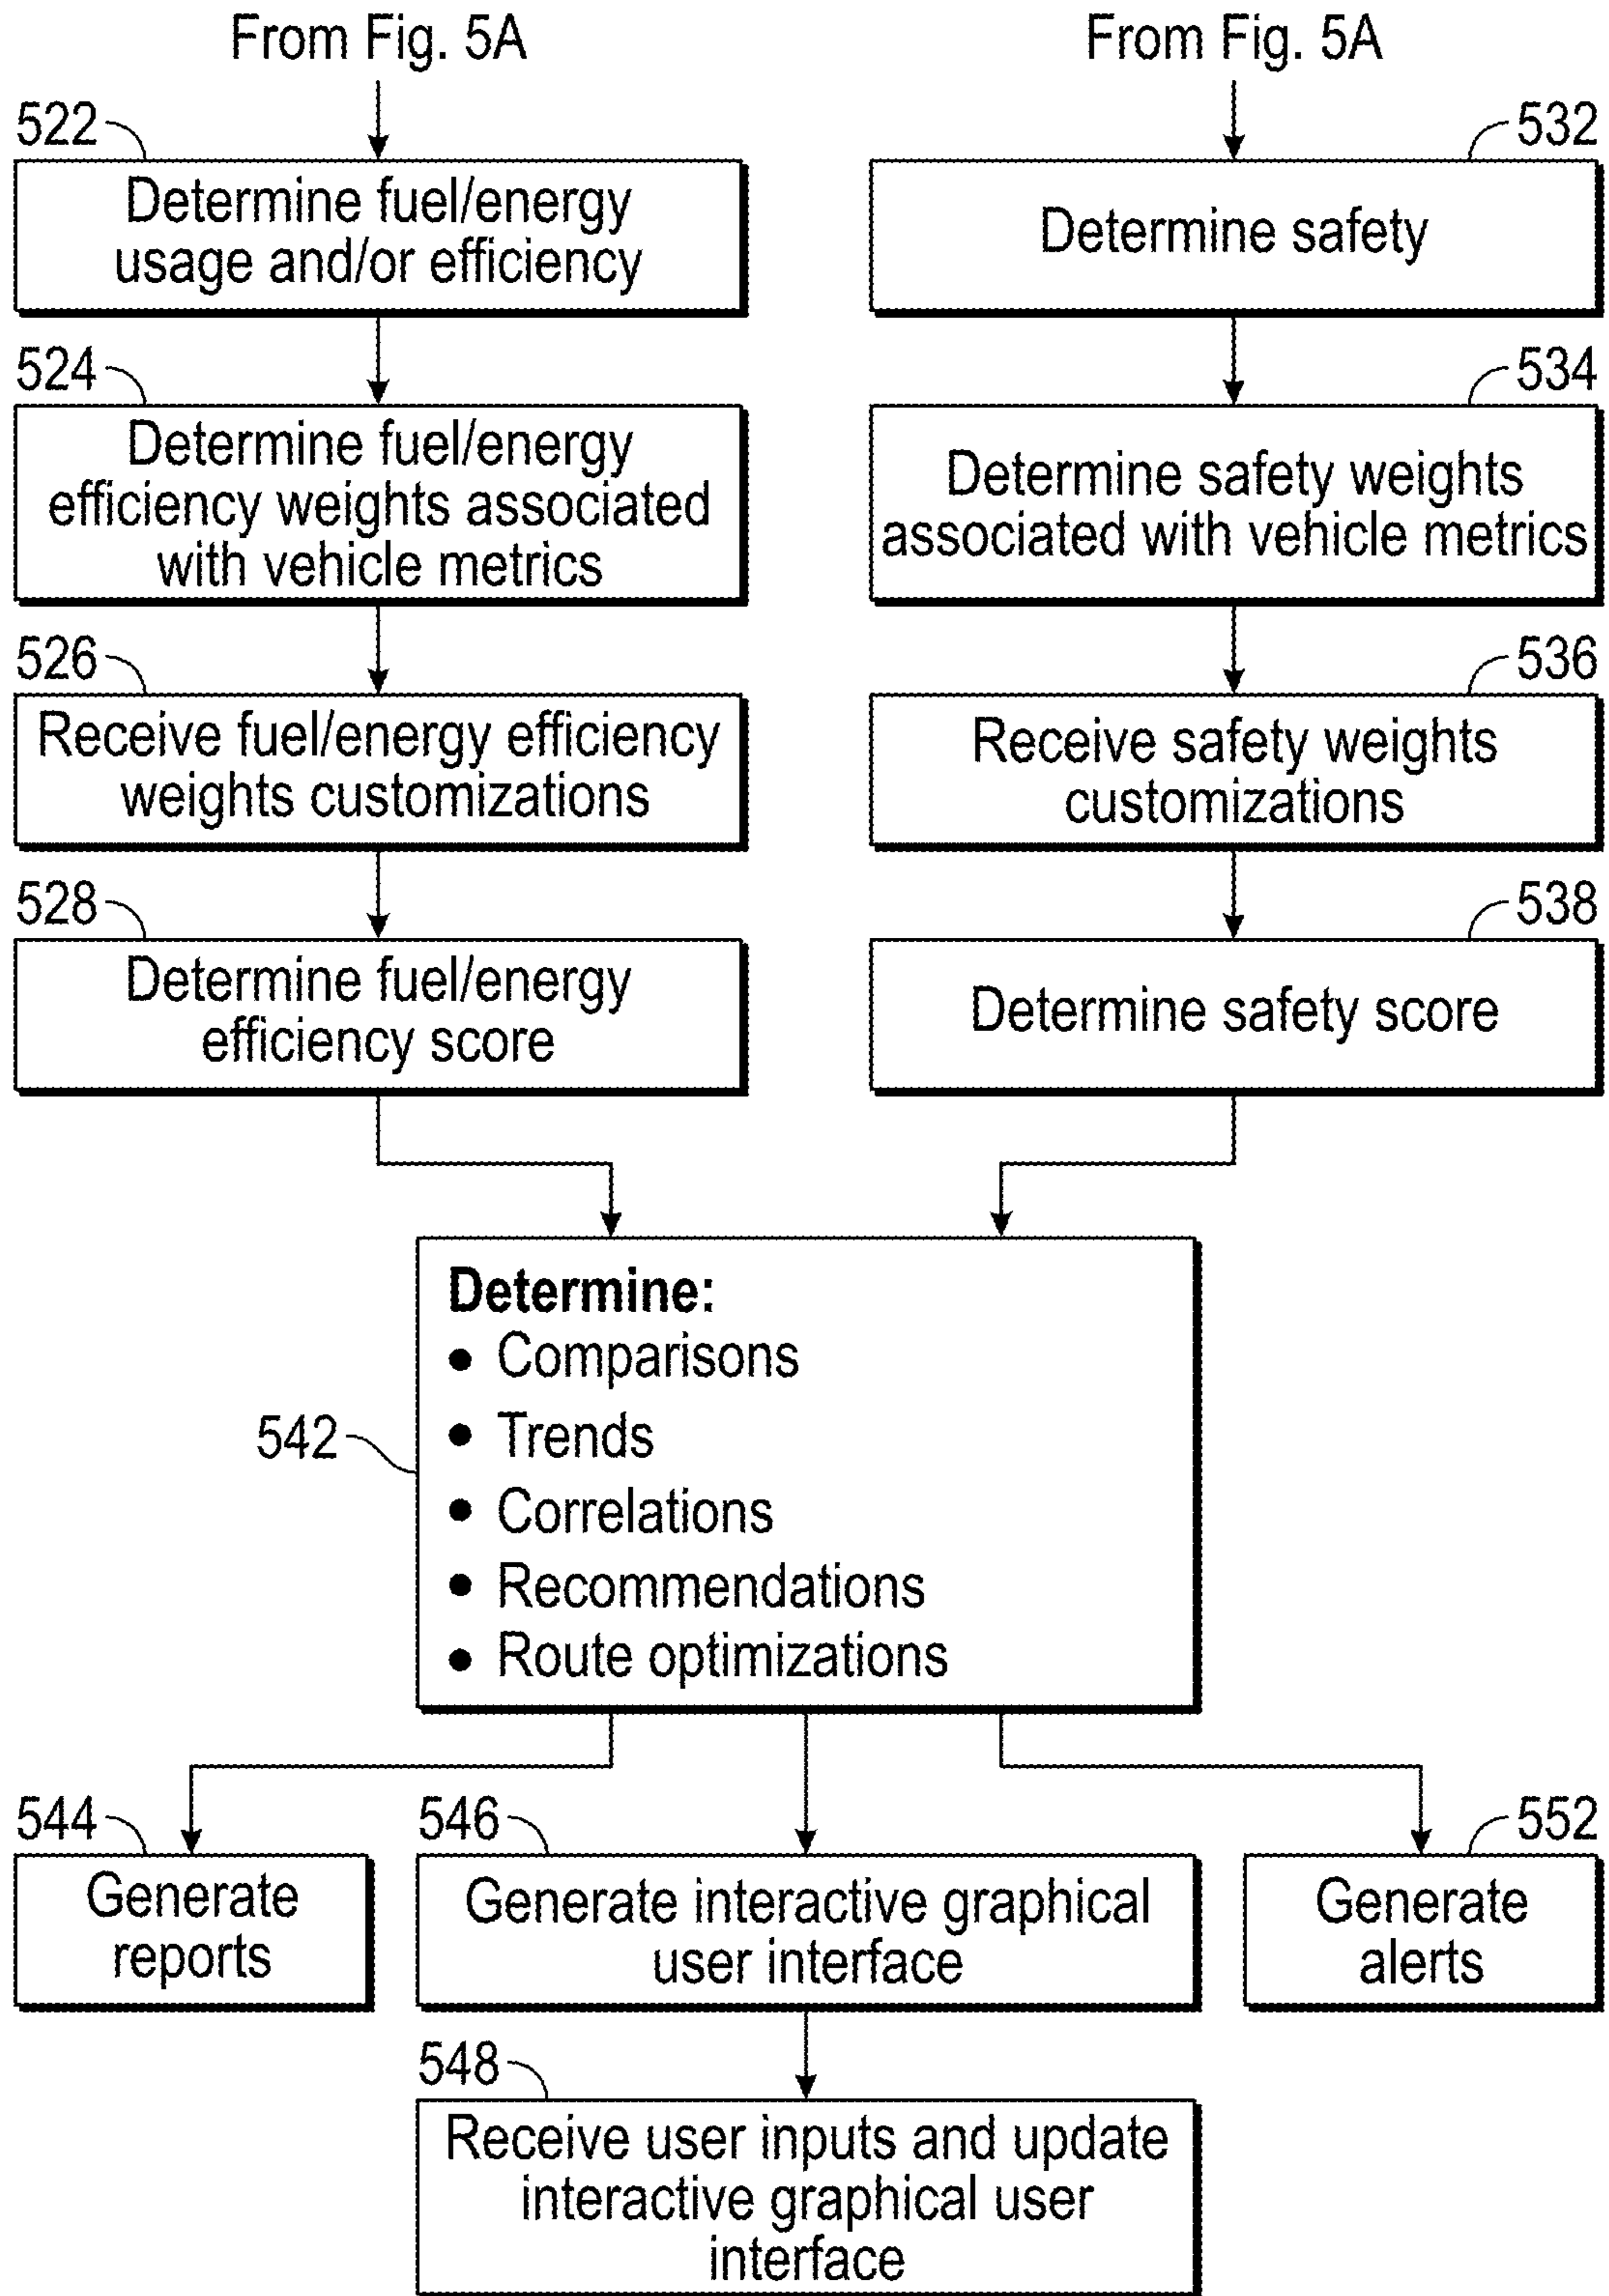 From Fig. 5A
From Fig. 5A
522
Determine fuel/energy
usage and/or efficiency
532
Determine safety
524
Determine fuel/energy
efficiency weights associated
with vehicle metrics
534
Determine safety weights
associated with vehicle metrics
526
Receive fuel/energy efficiency
weights customizations
536
Receive safety weights
customizations
528
Determine fuel/energy
efficiency score
538
Determine safety score
542
Determine:
• Comparisons
• Trends
• Correlations
• Recommendations
• Route optimizations
544
Generate
reports
546
Generate interactive graphical
user interface
552
Generate
alerts
548
Receive user inputs and update
interactive graphical user
interface